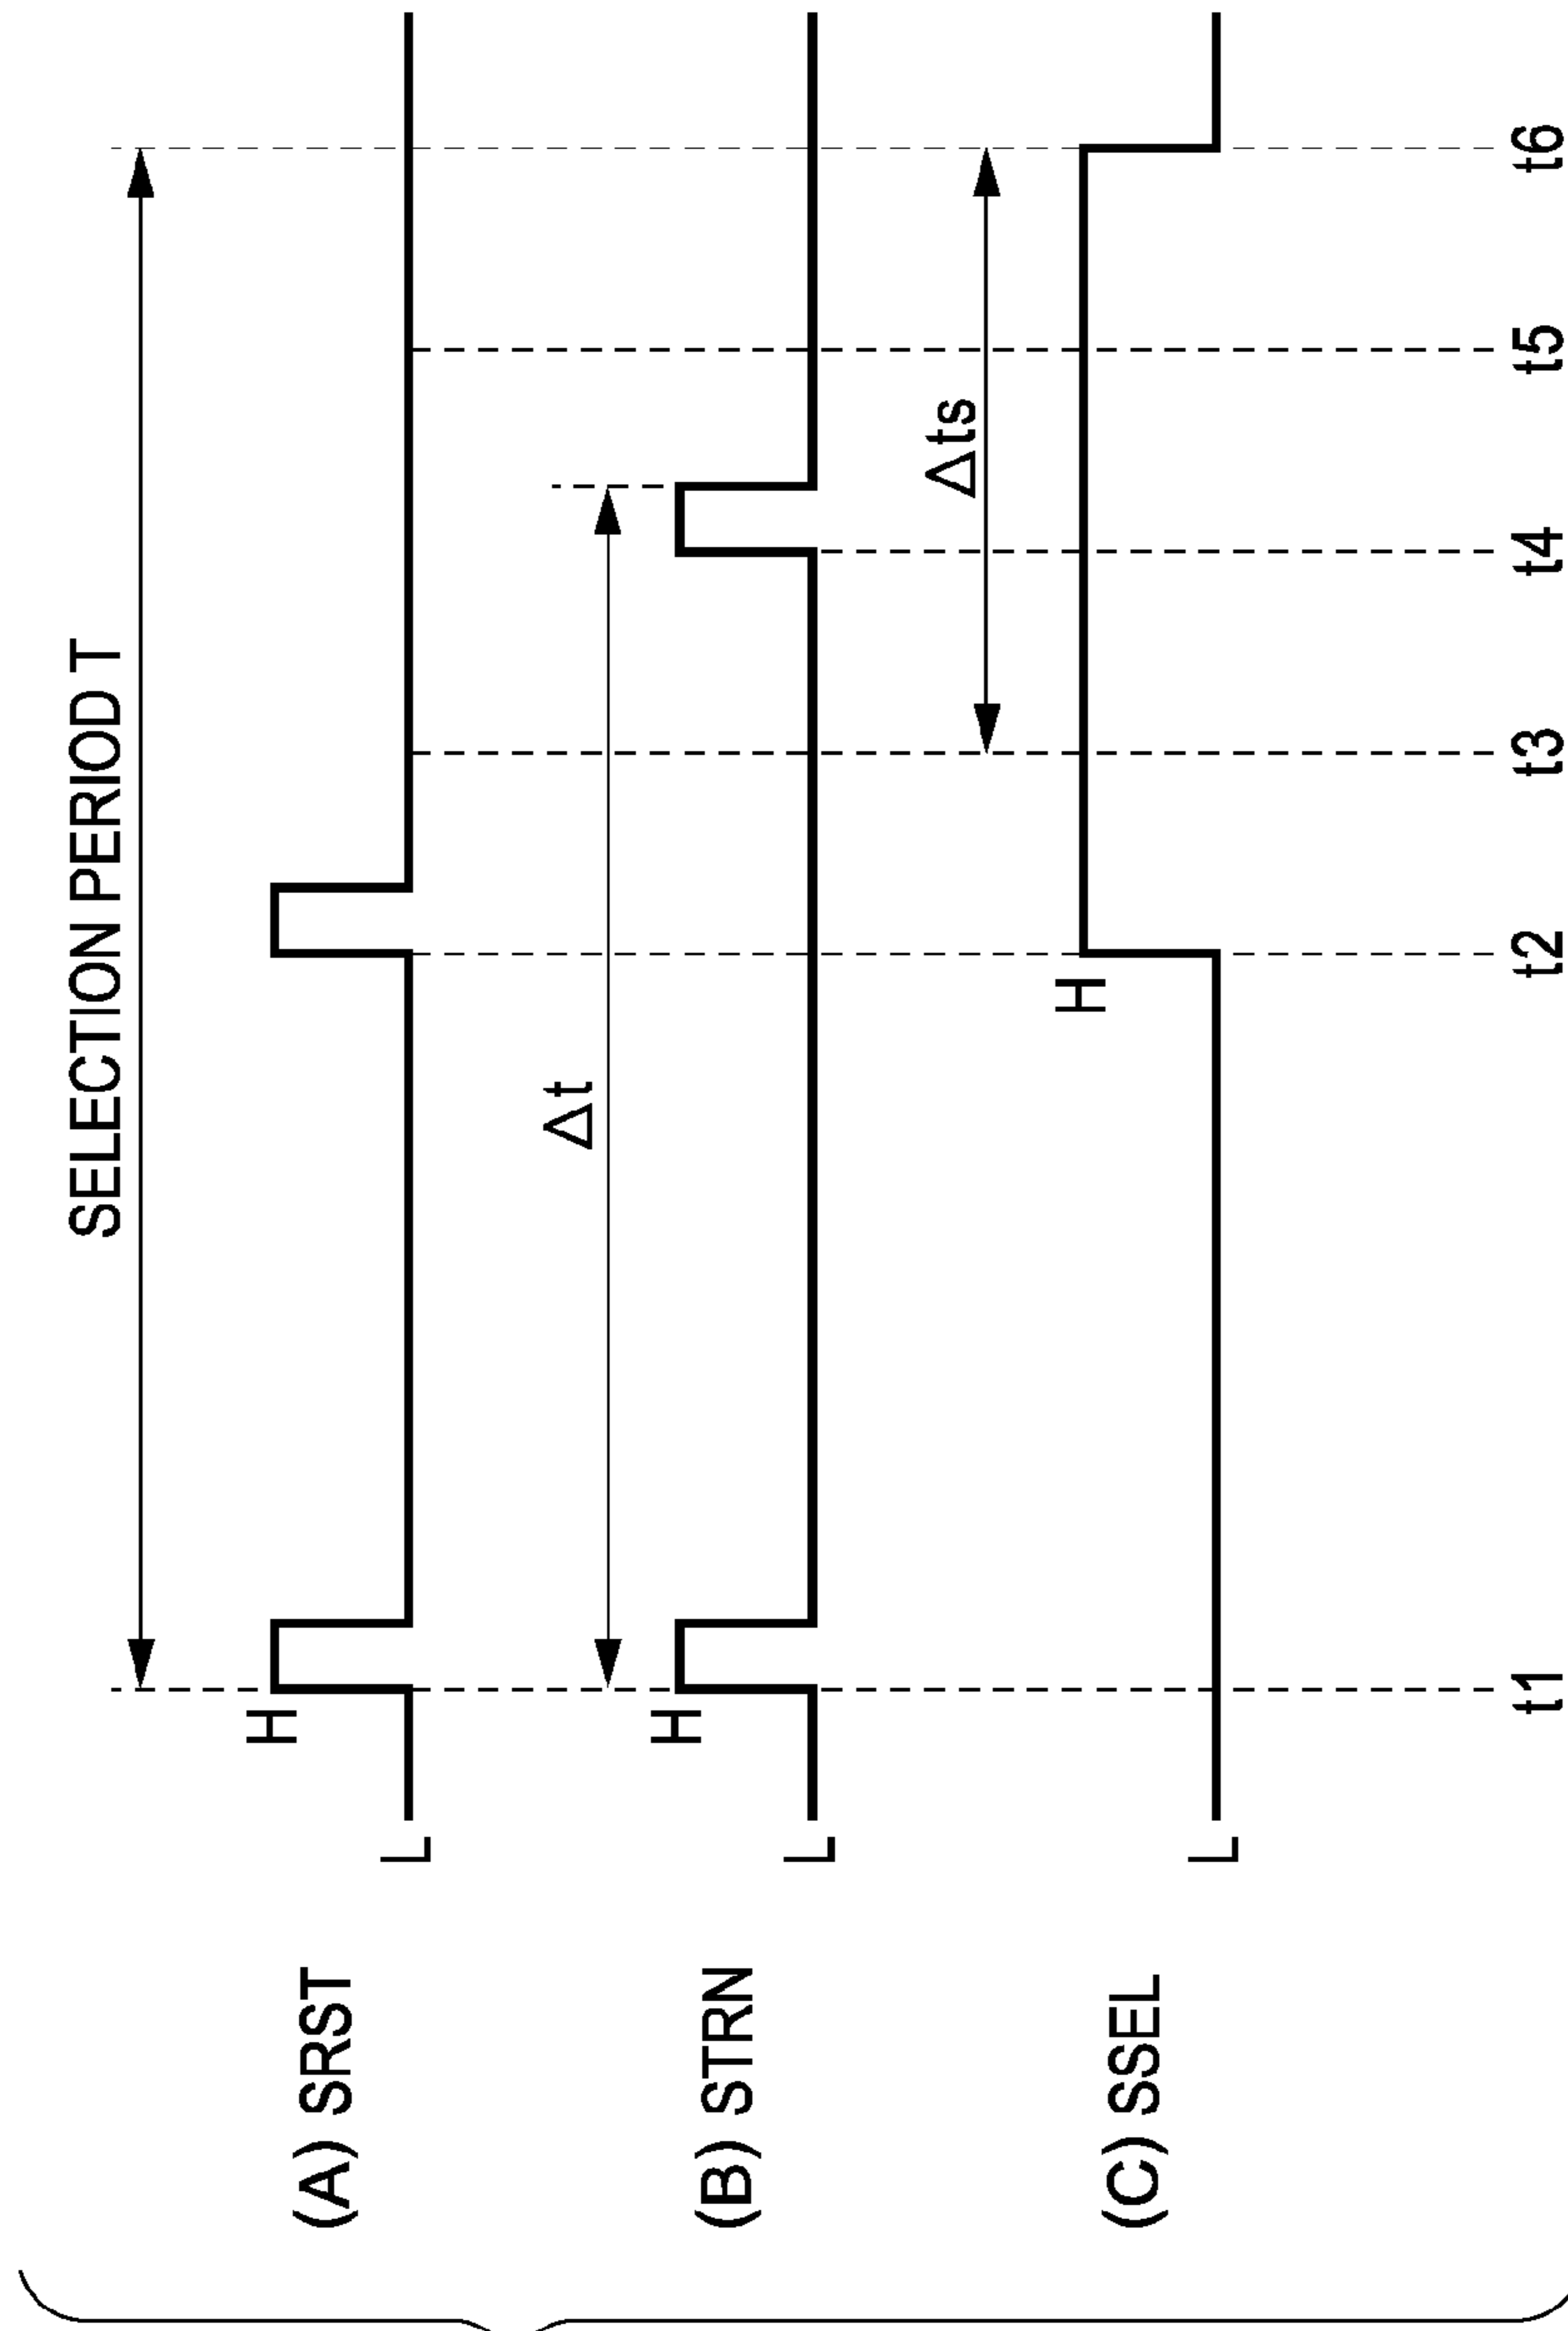 SELECTION PERIOD T
(A) SRST
H
L
Δt
(B) STRN
H
L
Δts
(C) SSEL
H
L
t1
t2
t3
t4
t5
t6